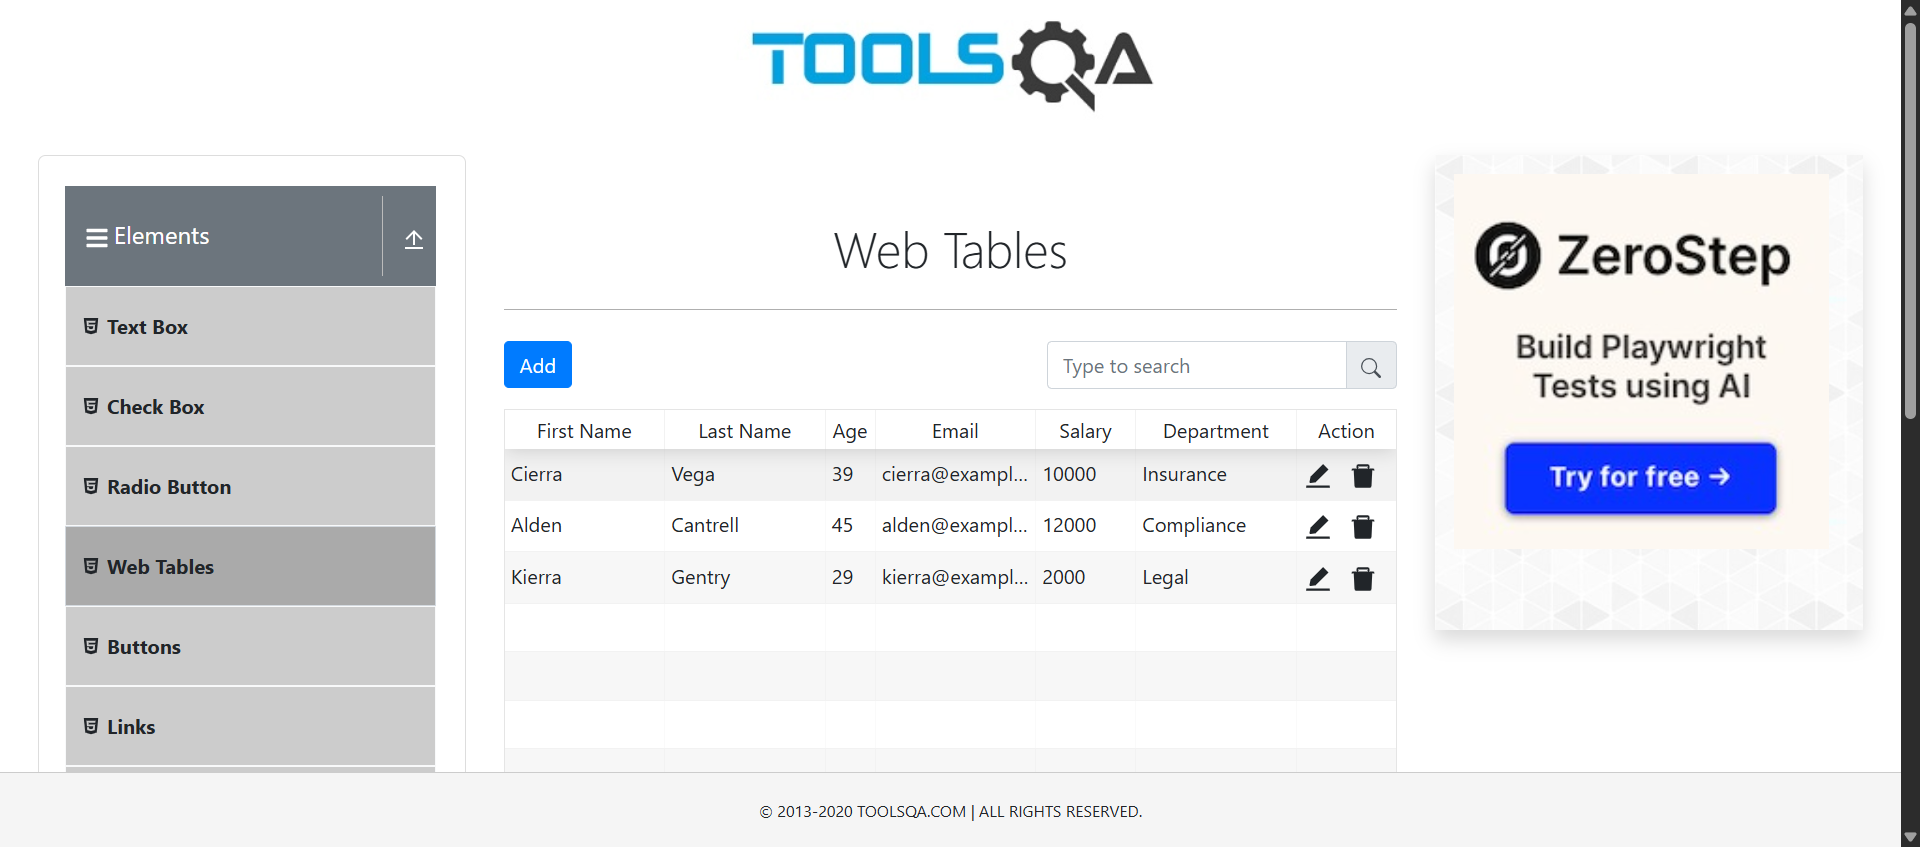 TOOLSQA
Elements
Text Box
Check Box
Radio Button
Web Tables
Buttons
Links
Web Tables
Add
Type to search
First Name Last Name Age Email Salary Department Action
Cierra Vega 39 cierra@exampl... 10000 Insurance
Alden Cantrell 45 alden@exampl... 12000 Compliance
Kierra Gentry 29 kierra@exampl... 2000 Legal
ZeroStep
Build Playwright
Tests using AI
Try for free →
© 2013-2020 TOOLSQA.COM | ALL RIGHTS RESERVED.